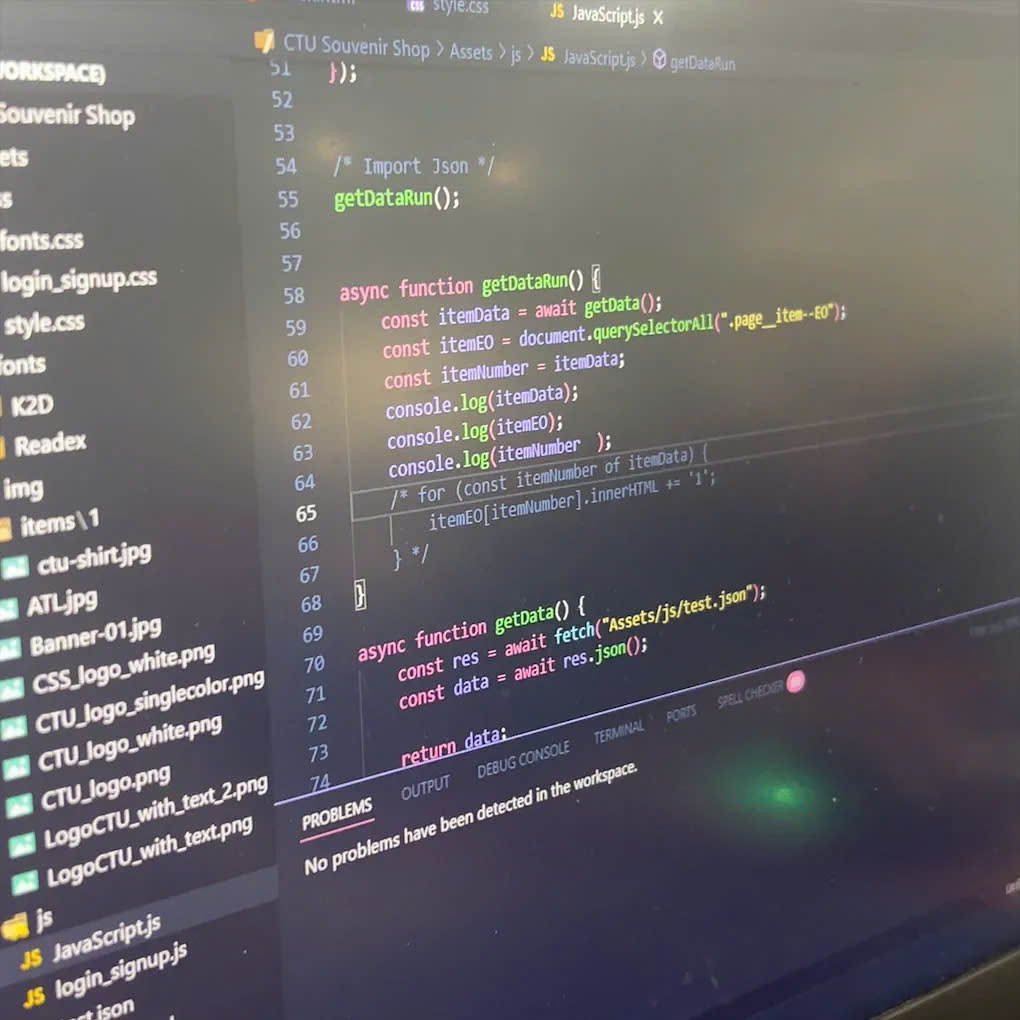 style.css
JS JavaScript.js X
CTU Souvenir Shop > Assets > js > JS JavaScript.js > getDataRun
WORKSPACE)
Souvenir Shop
ets
s
fonts.css
login_signup.css
style.css
fonts
K2D
Readex
img
items\1
ctu-shirt.jpg
ATL.jpg
Banner-01.jpg
CSS_logo_white.png
CTU_logo_singlecolor.png
CTU_logo_white.png
CTU_logo.png
LogoCTU_with_text_2.png
LogoCTU_with_text.png
js
JS JavaScript.js
JS login_signup.js
st.json
51 });
52
53
54 /* Import Json */
55 getDataRun();
56
57
58 async function getDataRun() {
59 const itemData = await getData();
60 const itemEO = document.querySelectorAll(".page__item--EO");
61 const itemNumber = itemData;
62 console.log(itemData);
63 console.log(itemEO);
64 console.log(itemNumber );
65 /* for (const itemNumber of itemData) {
66 itemEO[itemNumber].innerHTML += '1';
67 } */
68 }
69
70 async function getData() {
71 const res = await fetch("Assets/js/test.json");
72 const data = await res.json();
73
74 return data;
PROBLEMS OUTPUT DEBUG CONSOLE TERMINAL PORTS SPELL CHECKER
No problems have been detected in the workspace.